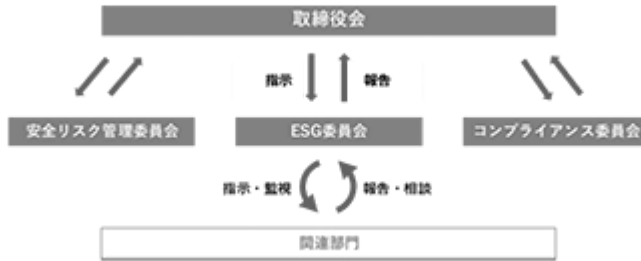 取締役会
指示
報告
安全リスク管理委員会
ESG委員会
コンプライアンス委員会
指示・監視
報告・相談
関連部門